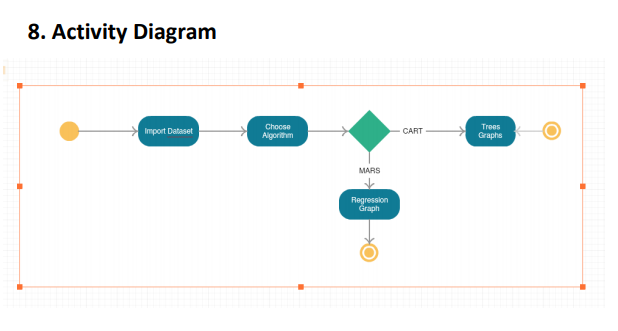 8. Activity Diagram
Import Dataset
Choose
Algorithm
CART
Trees
Graphs
MARS
Regression
Graph